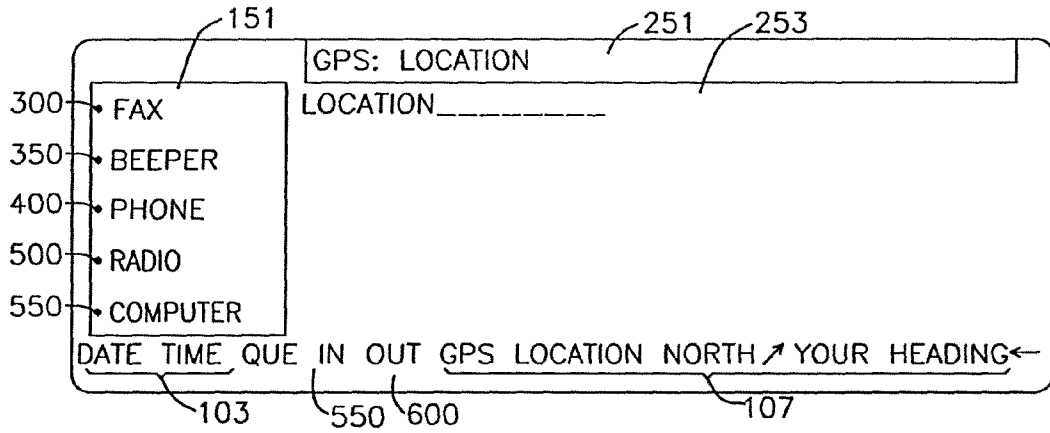 151
251
253
GPS: LOCATION
300 FAX
LOCATION________
350 BEEPER
400 PHONE
500 RADIO
550 COMPUTER
DATE TIME QUE IN OUT GPS LOCATION NORTH ↗ YOUR HEADING ←
103
550
600
107